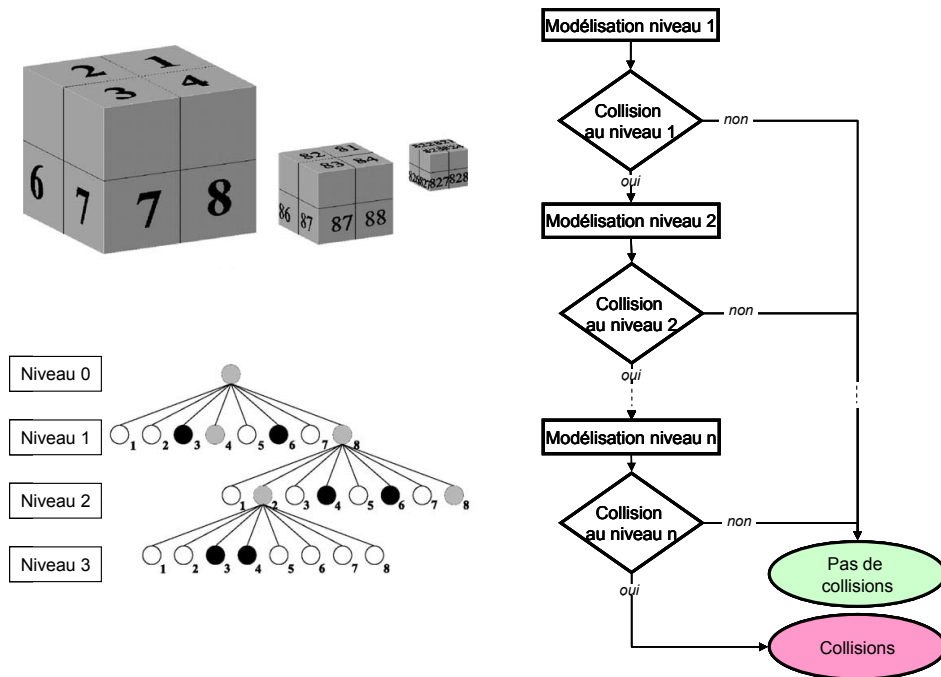 2 1
3 4
6 7 7 8
82 81
83 84
86 87 87 88
827 828
Modélisation niveau 1
Collision
au niveau 1
non
oui
Modélisation niveau 2
Collision
au niveau 2
non
oui
Modélisation niveau n
Collision
au niveau n
non
oui
Pas de
collisions
Collisions
Niveau 0
Niveau 1
1 2 3 4 5 6 7 8
Niveau 2
1 2 3 4 5 6 7 8
Niveau 3
1 2 3 4 5 6 7 8